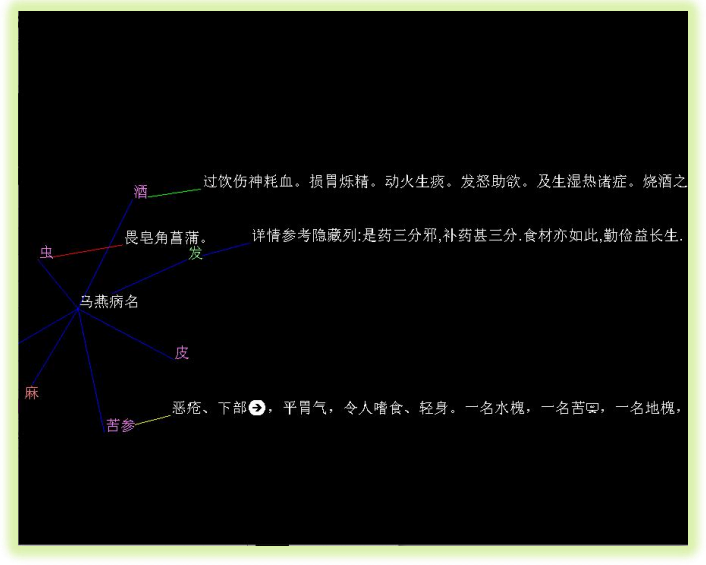 过饮伤神耗血。损胃烁精。动火生痰。发怒助欲。及生湿热诸症。烧酒之
酒
畏皂角菖蒲。
详情参考隐藏列:是药三分邪,补药甚三分.食材亦如此,勤俭益长生.
虫
发
乌燕病名
皮
麻
恶疮、下部,平胃气,令人嗜食、轻身。一名水槐,一名苦,一名地槐,
苦参